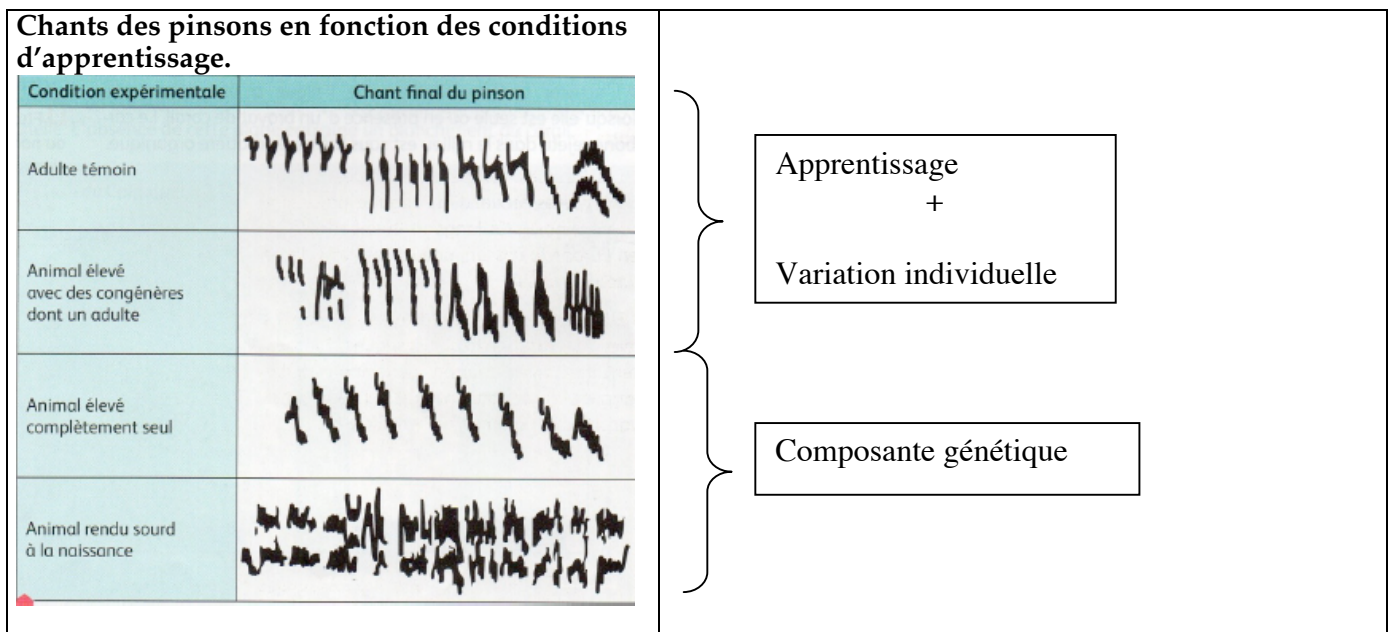 Chants des pinsons en fonction des conditions
d’apprentissage.
Condition expérimentale
Chant final du pinson
Adulte témoin
Animal élevé
avec des congénères
dont un adulte
Animal élevé
complètement seul
Animal rendu sourd
à la naissance
Apprentissage
+
Variation individuelle
Composante génétique